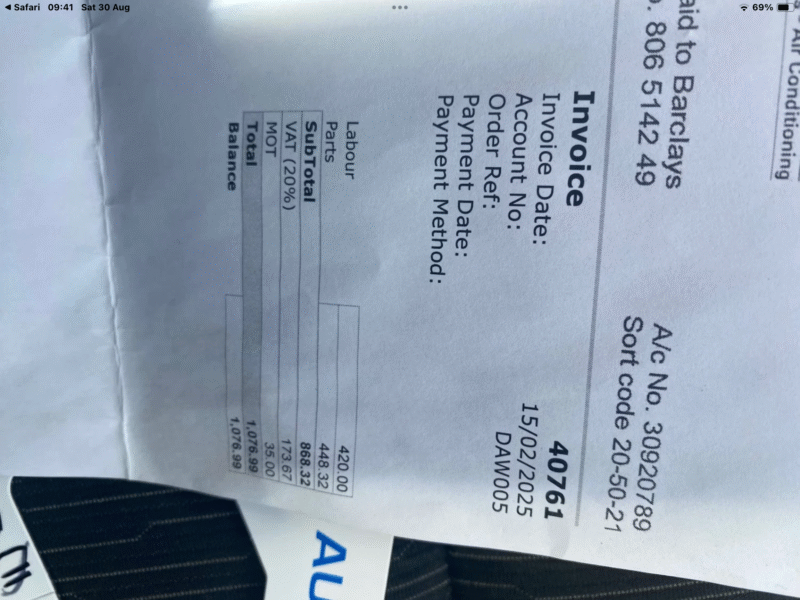 Safari 09:41 Sat 30 Aug
69%
Air Conditioning
aid to Barclays A/c No. 30920789
. 806 5142 49 Sort code 20-50-21
Invoice 40761
Invoice Date: 15/02/2025
Account No: DAW005
Order Ref:
Payment Date:
Payment Method:
Labour 420.00
Parts 448.32
SubTotal 868.32
VAT (20%) 173.67
MOT 35.00
Total 1,076.99
Balance 1,076.99
AU